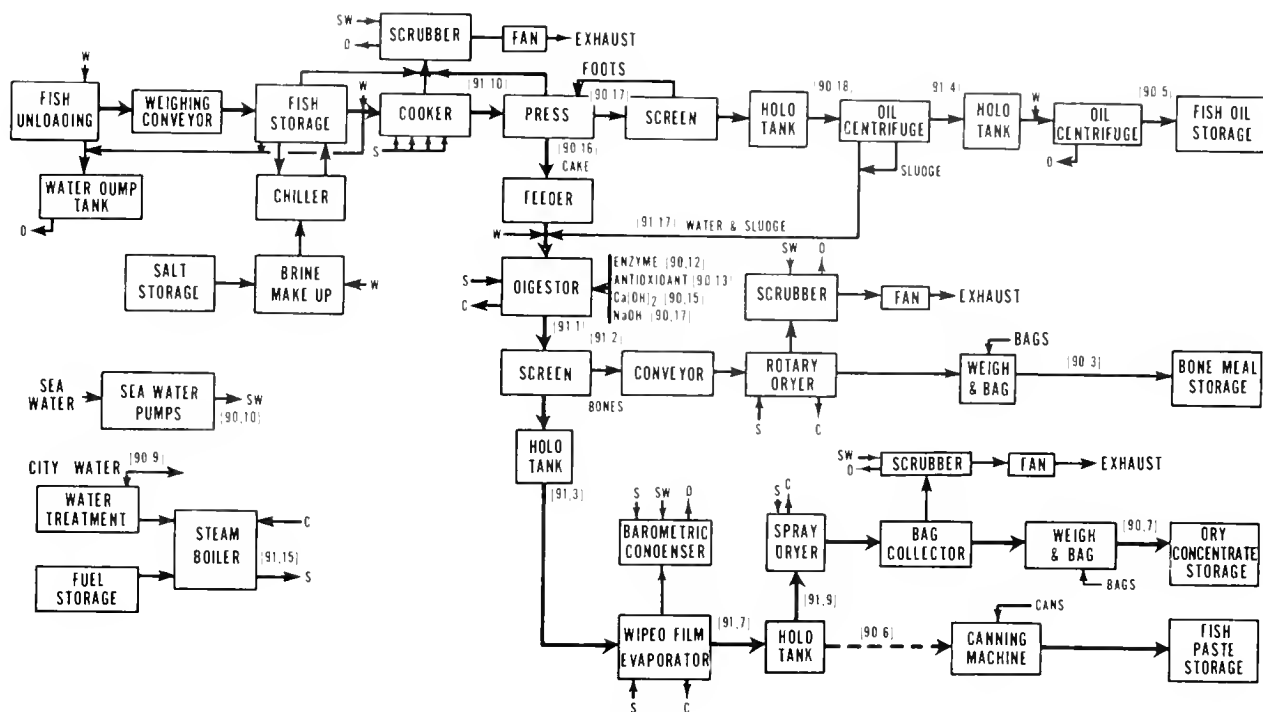 SW
D
SCRUBBER
FAN
EXHAUST
W
FISH
UNLOADING
WEIGHING
CONVEYOR
FISH
STORAGE
W
COOKER
[91,10]
PRESS
FOOTS
[90,17]
SCREEN
HOLD
TANK
[90,18]
OIL
CENTRIFUGE
91,4]
HOLD
TANK
W
OIL
CENTRIFUGE
[90,5]
FISH OIL
STORAGE
S
[90,16]
CAKE
D
SLUDGE
WATER DUMP
TANK
D
CHILLER
FEEDER
[91,17] WATER & SLUDGE
W
SALT
STORAGE
BRINE
MAKE UP
W
S
C
DIGESTOR
ENZYME [90,12]
ANTIOXIDANT [90,13]
Ca[OH]2 [90,15]
NaOH [90,17]
SW
D
SCRUBBER
FAN
EXHAUST
[91,1]
[91,2]
SCREEN
BONES
CONVEYOR
ROTARY
DRYER
S
C
BAGS
WEIGH
& BAG
[90,3]
BONE MEAL
STORAGE
SEA
WATER
SEA WATER
PUMPS
SW
[90,10]
HOLD
TANK
[91,3]
CITY WATER
[90,9]
WATER
TREATMENT
STEAM
BOILER
C
[91,15]
S
FUEL
STORAGE
S
SW
D
BAROMETRIC
CONDENSER
S
C
SPRAY
DRYER
SW
D
SCRUBBER
FAN
EXHAUST
BAG
COLLECTOR
WEIGH
& BAG
BAGS
[90,7]
DRY
CONCENTRATE
STORAGE
WIPED FILM
EVAPORATOR
S
C
[91,7]
[91,9]
HOLD
TANK
[90,6]
CANS
CANNING
MACHINE
FISH
PASTE
STORAGE